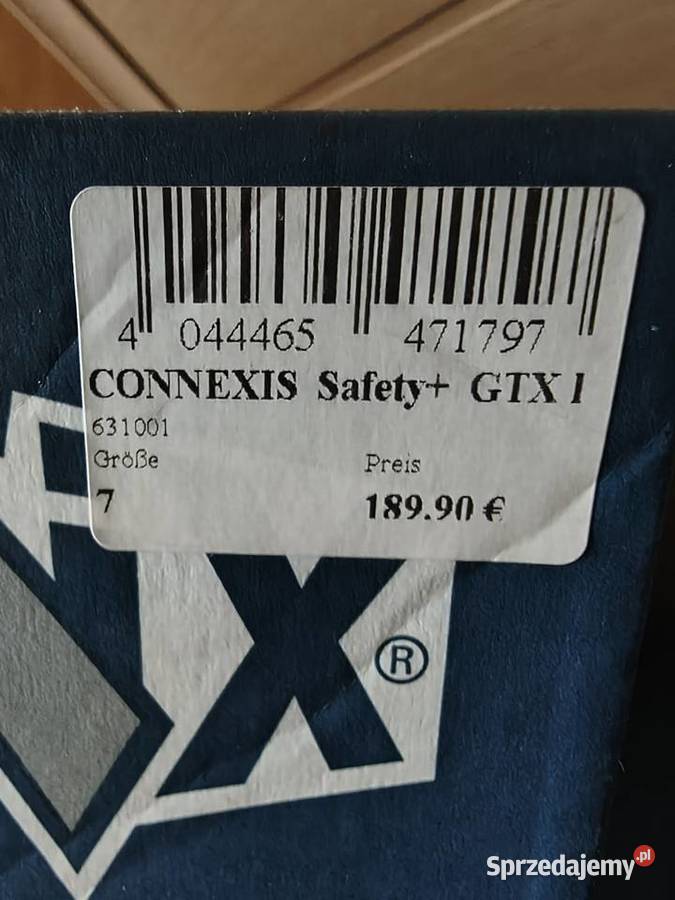 4 044465 471797
CONNEXIS Safety+ GTX l
631001
Größe
Preis
7
189.90 €
X®
Sprzedajemy.pl